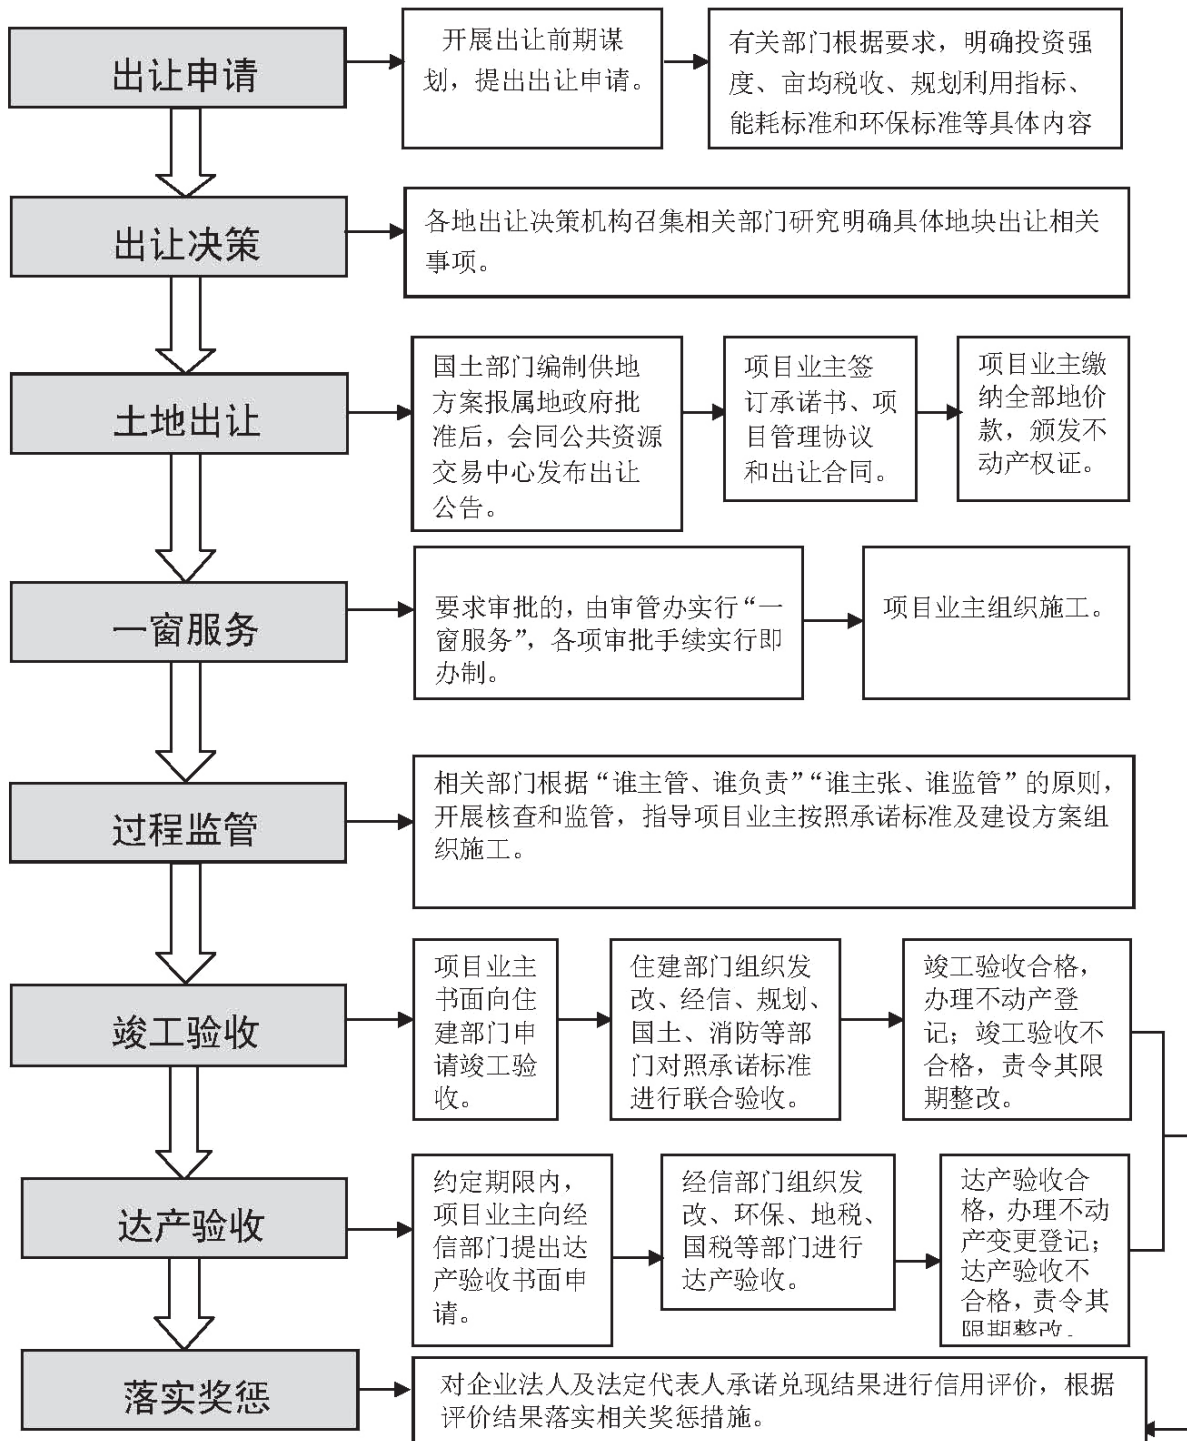 出让申请
开展出让前期谋
划，提出出让申请。
有关部门根据要求，明确投资强
度、亩均税收、规划利用指标、
能耗标准和环保标准等具体内容
出让决策
各地出让决策机构召集相关部门研究明确具体地块出让相关
事项。
土地出让
国土部门编制供地
方案报属地政府批
准后，会同公共资源
交易中心发布出让
公告。
项目业主签
订承诺书、项
目管理协议
和出让合同。
项目业主缴
纳全部地价
款，颁发不
动产权证。
一窗服务
要求审批的，由审管办实行“一
窗服务”，各项审批手续实行即
办制。
项目业主组织施工。
过程监管
相关部门根据“谁主管、谁负责”“谁主张、谁监管”的原则，
开展核查和监管，指导项目业主按照承诺标准及建设方案组
织施工。
竣工验收
项目业主
书面向住
建部门申
请竣工验
收。
住建部门组织发
改、经信、规划、
国土、消防等部
门对照承诺标准
进行联合验收。
竣工验收合格，
办理不动产登
记；竣工验收不
合格，责令其限
期整改。
达产验收
约定期限内，
项目业主向经
信部门提出达
产验收书面申
请。
经信部门组织发
改、环保、地税、
国税等部门进行
达产验收。
达产验收合
格，办理不动
产变更登记；
达产验收不
合格，责令其
限期整改。
落实奖惩
对企业法人及法定代表人承诺兑现结果进行信用评价，根据
评价结果落实相关奖惩措施。